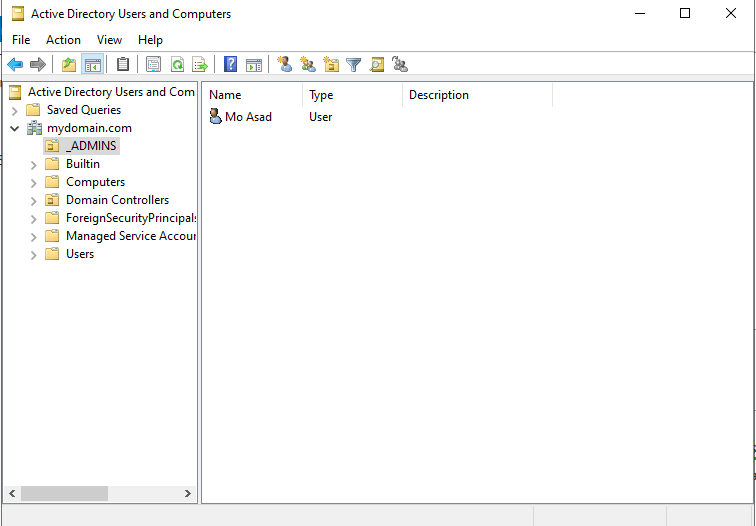 Active Directory Users and Computers
File Action View Help
Active Directory Users and Com
Saved Queries
mydomain.com
_ADMINS
Builtin
Computers
Domain Controllers
ForeignSecurityPrincipals
Managed Service Accour
Users
Name Type Description
Mo Asad User